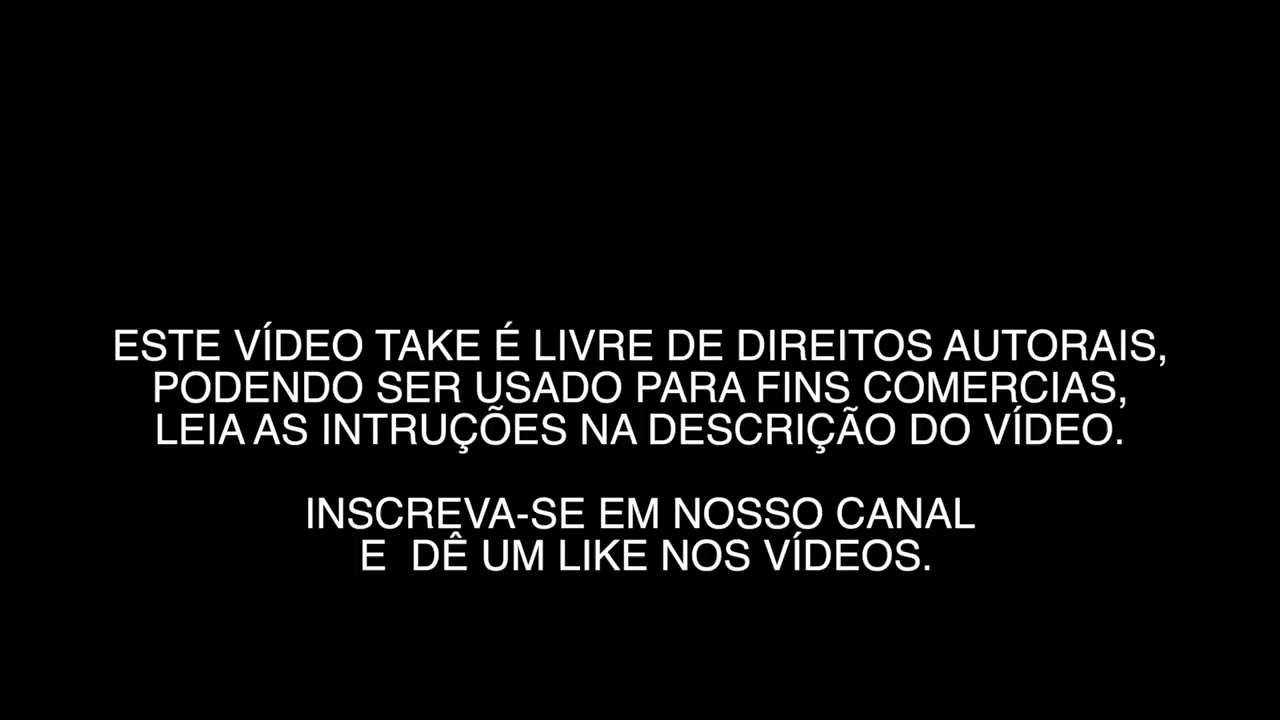 ESTE VÍDEO TAKE É LIVRE DE DIREITOS AUTORAIS,
PODENDO SER USADO PARA FINS COMERCIAS,
LEIA AS INTRUÇÕES NA DESCRIÇÃO DO VÍDEO.
INSCREVA-SE EM NOSSO CANAL
E  DÊ UM LIKE NOS VÍDEOS.